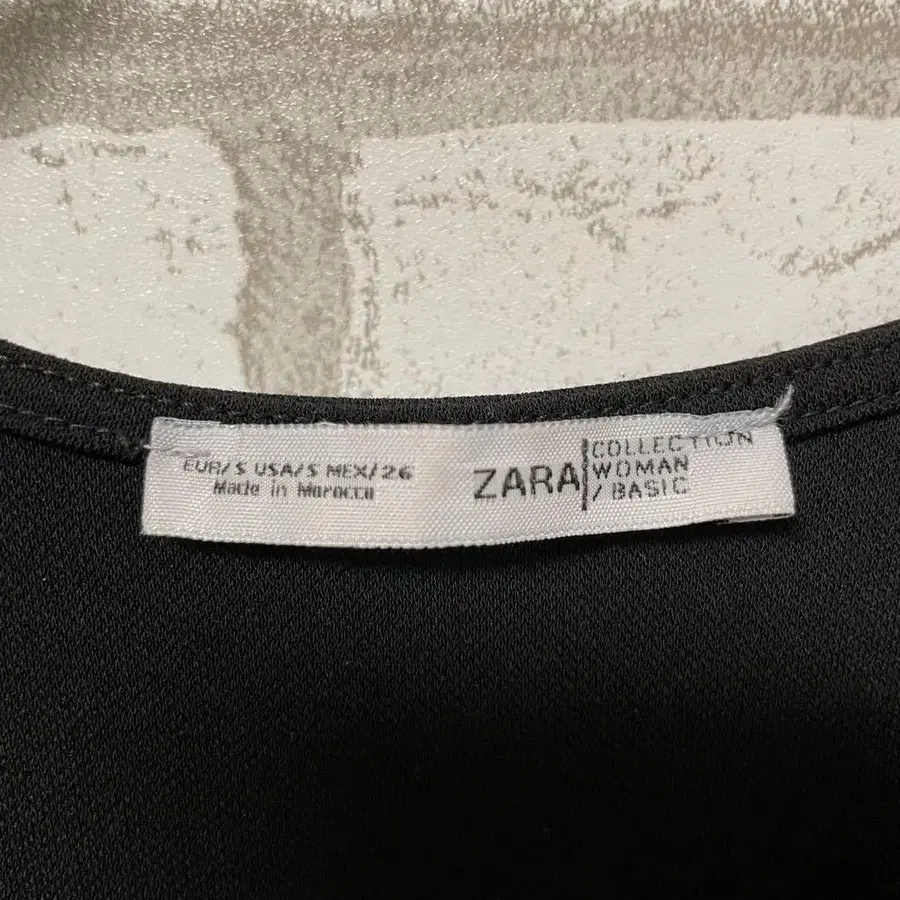 EUR/S USA/S MEX/26
Made in Morocco
ZARA
COLLECTION
WOMAN
/ BASIC